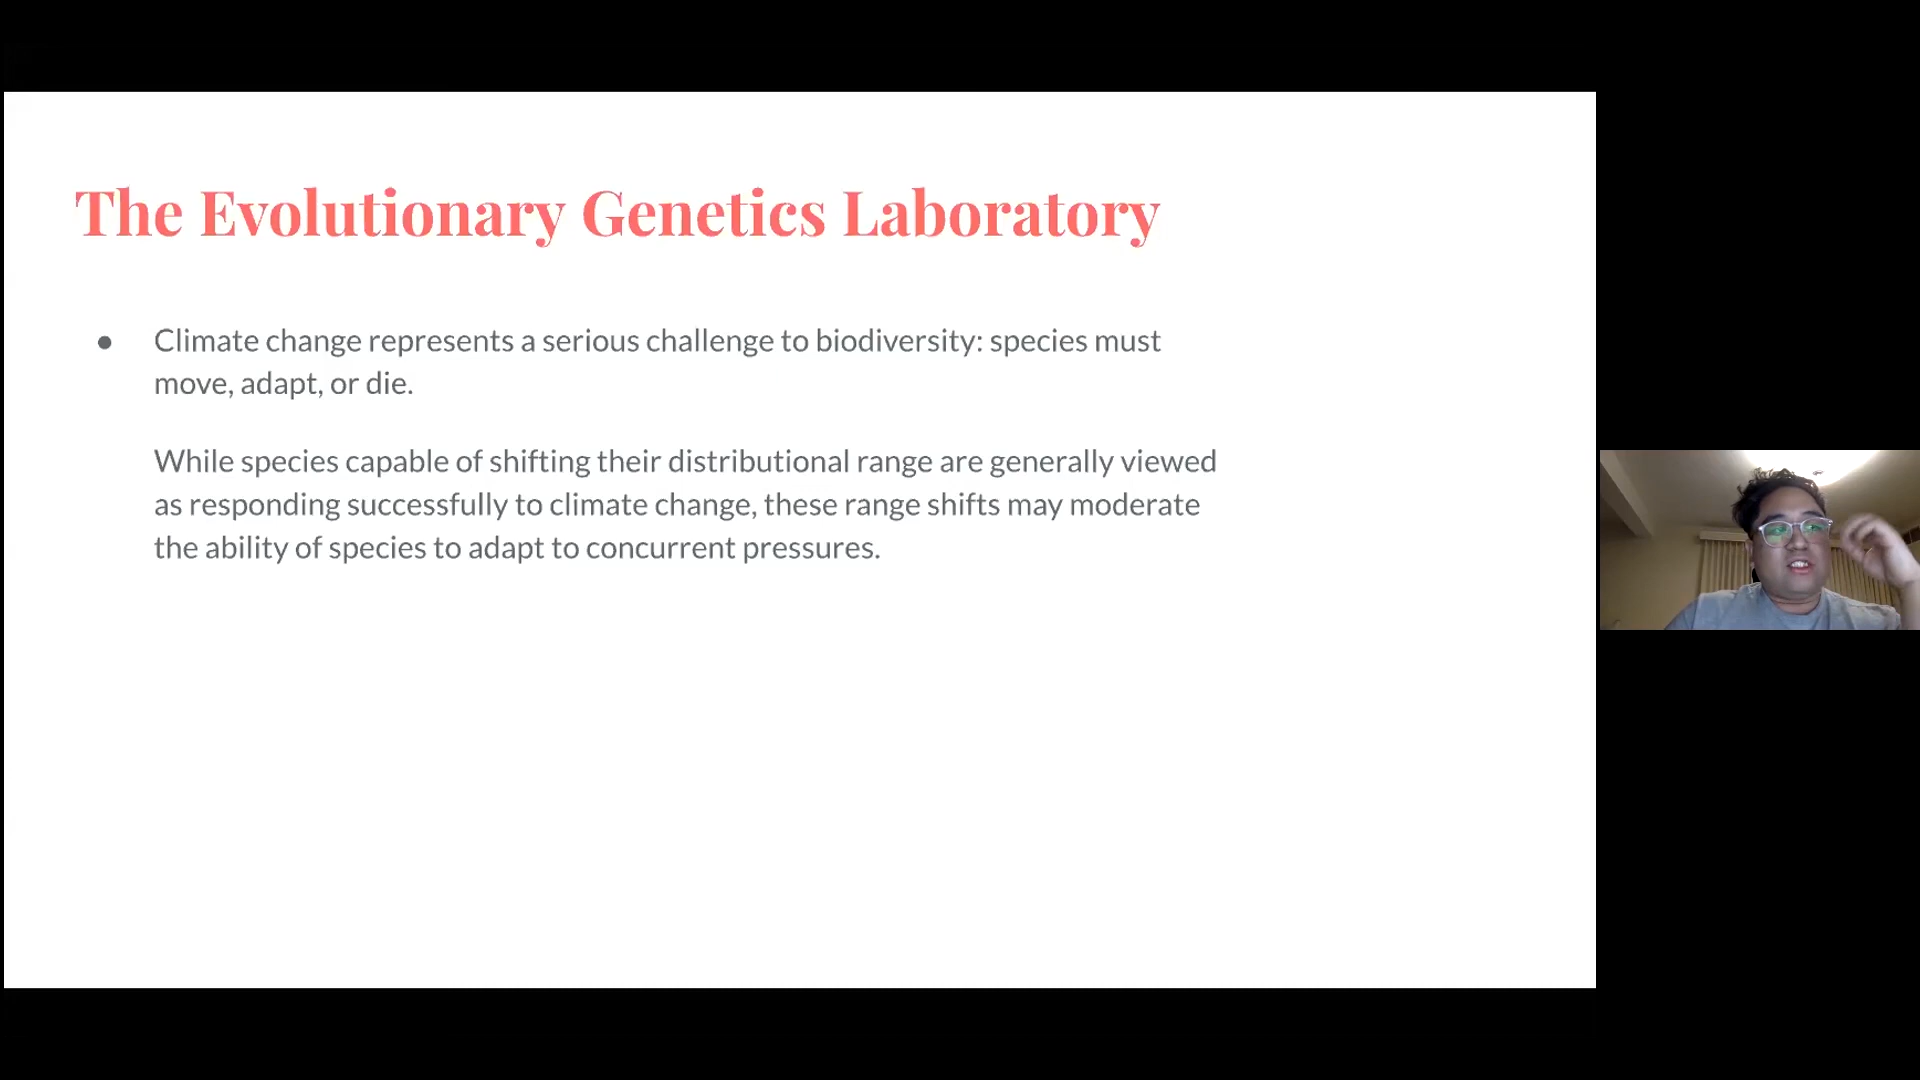 The Evolutionary Genetics Laboratory
● Climate change represents a serious challenge to biodiversity: species must
move, adapt, or die.
While species capable of shifting their distributional range are generally viewed
as responding successfully to climate change, these range shifts may moderate
the ability of species to adapt to concurrent pressures.